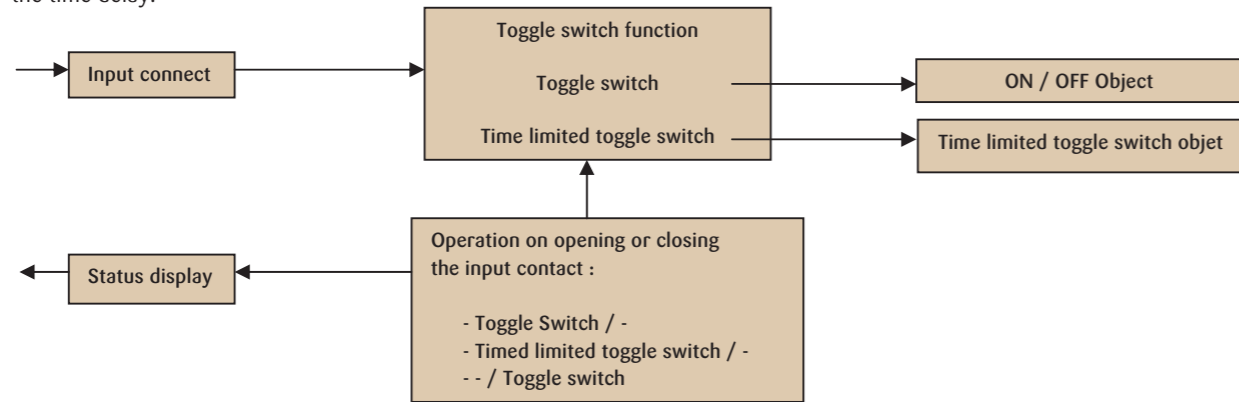 the time delsy.
Toggle switch function
Input connect
Toggle switch
ON / OFF Object
Time limited toggle switch
Time limited toggle switch objet
Operation on opening or closing
the input contact :
Status display
- Toggle Switch / -
- Timed limited toggle switch / -
- - / Toggle switch